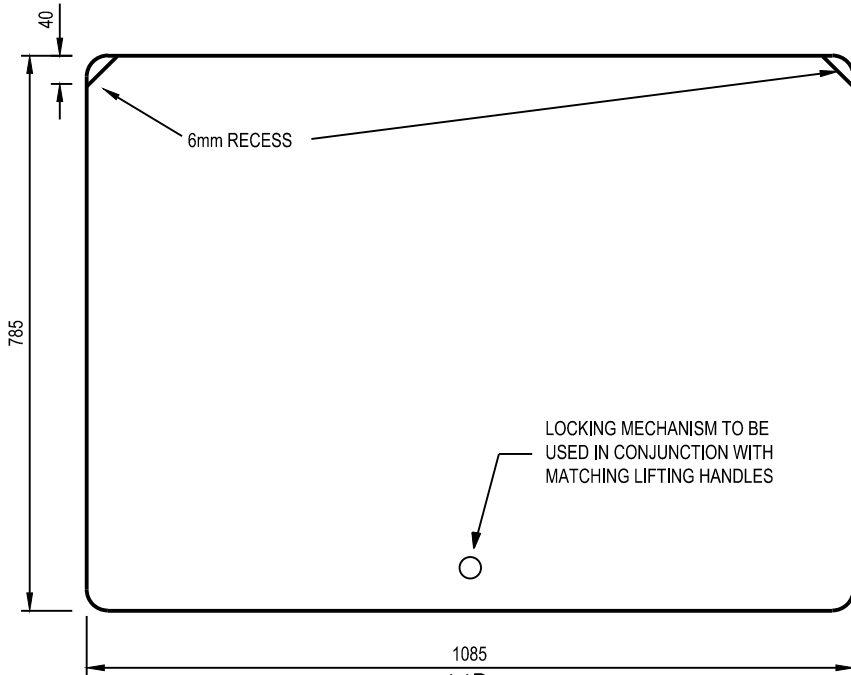 40
6mm RECESS
785
LOCKING MECHANISM TO BE
USED IN CONJUNCTION WITH
MATCHING LIFTING HANDLES
1085